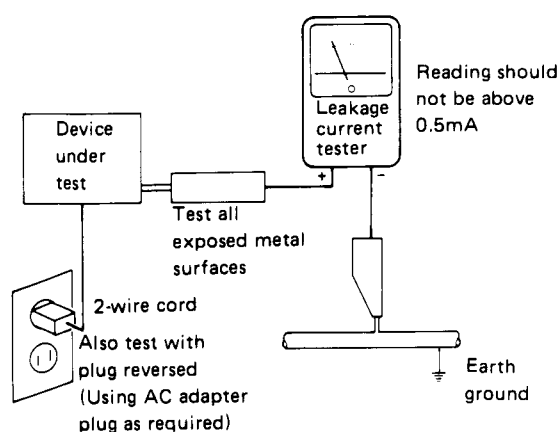 Device
under
test
Leakage
current
tester
+ -
Reading should
not be above
0.5mA
Test all
exposed metal
surfaces
2-wire cord
Also test with
plug reversed
(Using AC adapter
plug as required)
Earth
ground